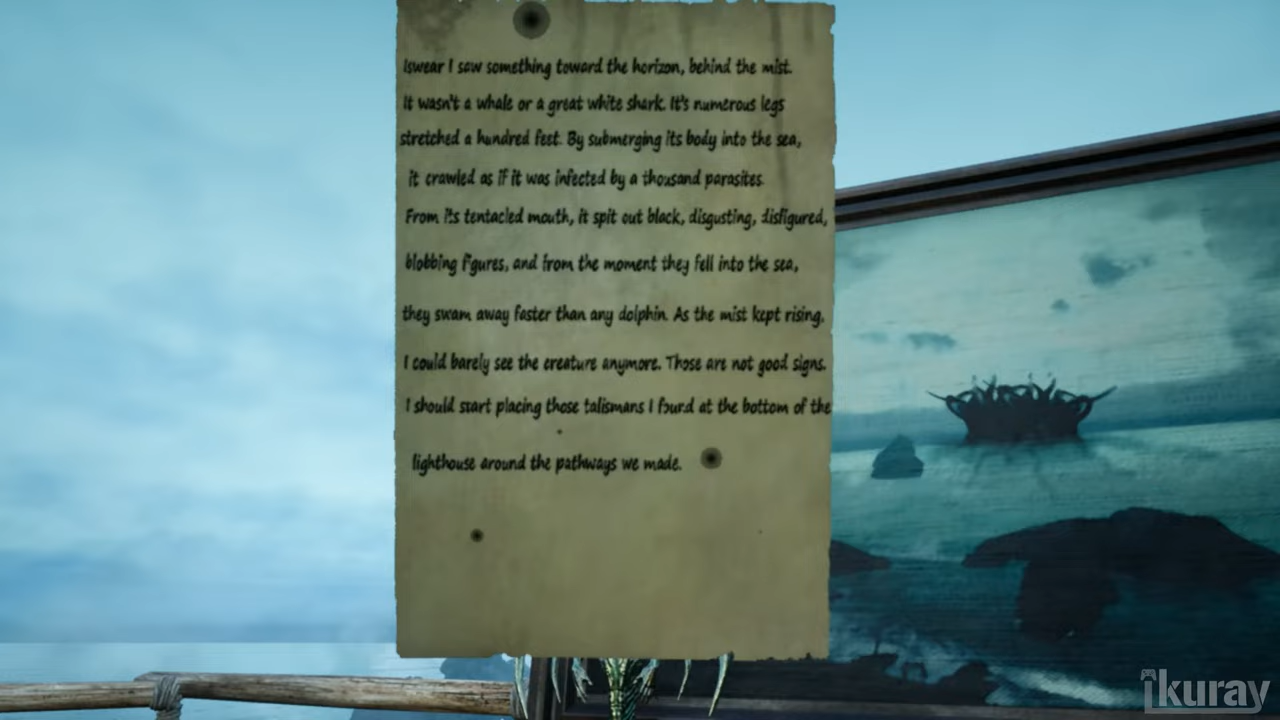 Iswear I saw something toward the horizon, behind the mist.
It wasn't a whale or a great white shark. It's numerous legs
stretched a hundred feet. By submerging its body into the sea,
it crawled as if it was infected by a thousand parasites
From its tentacled mouth, it spit out black, disgusting, disfigured,
blobbing figures, and from the moment they fell into the sea,
they swam away faster than any dolphin. As the mist kept rising,
I could barely see the creature anymore. Those are not good signs.
I should start placing those talismans I found at the bottom of the
lighthouse around the pathways we made.
ikuray